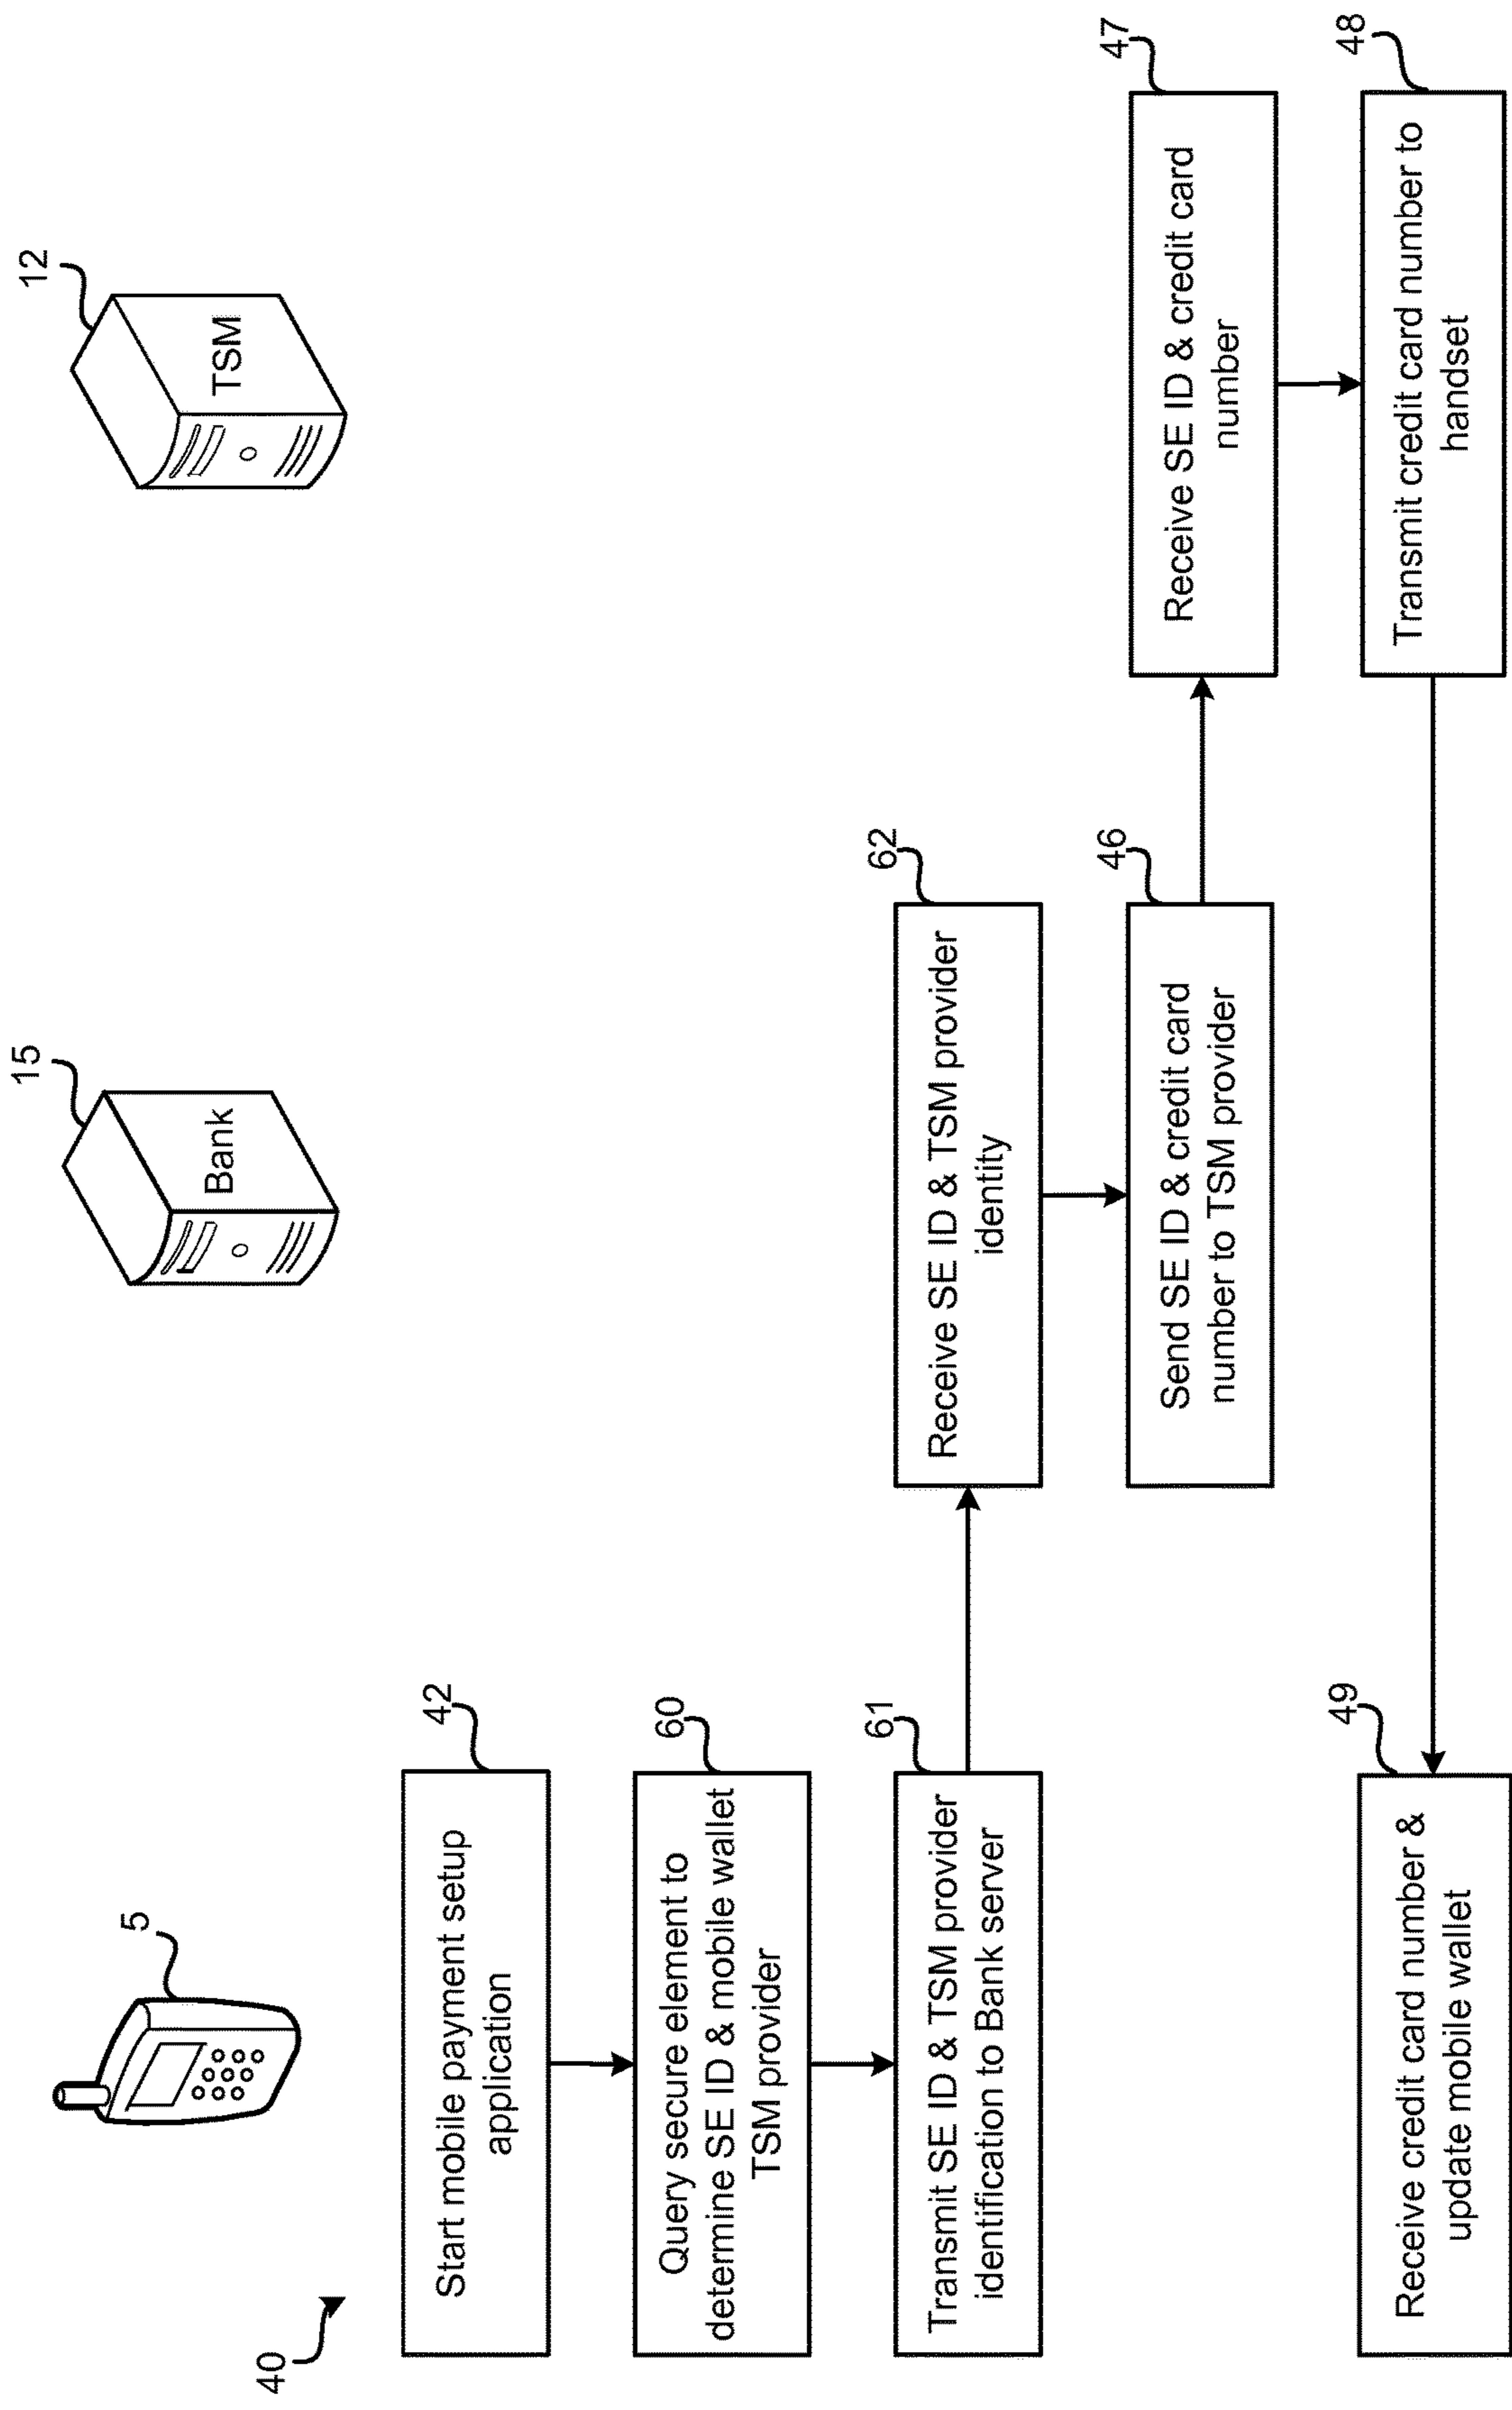 40
5
15
Bank
12
TSM
42
Start mobile payment setup
application
60
Query secure element to
determine SE ID & mobile wallet
TSM provider
61
Transmit SE ID & TSM provider
identification to Bank server
62
Receive SE ID & TSM provider
identity
46
Send SE ID & credit card
number to TSM provider
47
Receive SE ID & credit card
number
48
Transmit credit card number to
handset
49
Receive credit card number &
update mobile wallet